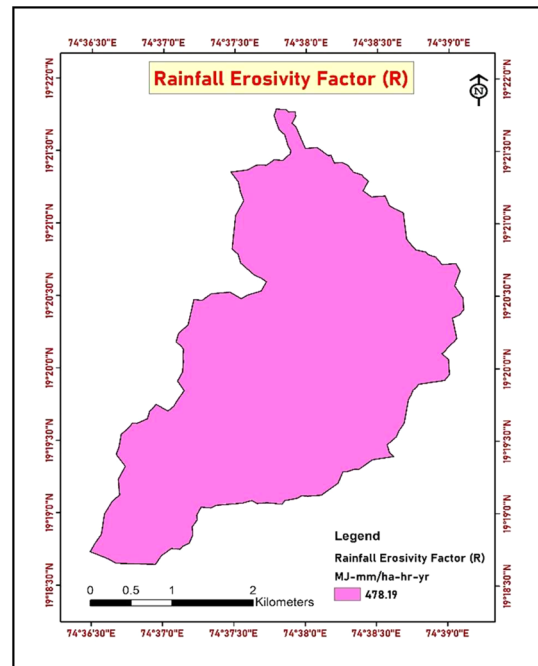 74°36'30"E 74°37'0"E 74°37'30"E 74°38'0"E 74°38'30"E 74°39'0"E
Rainfall Erosivity Factor (R)
N
19°22'0"N 19°22'0"N
19°21'30"N 19°21'30"N
19°21'0"N 19°21'0"N
19°20'30"N 19°20'30"N
19°20'0"N 19°20'0"N
19°19'30"N 19°19'30"N
19°19'0"N 19°19'0"N
19°18'30"N 19°18'30"N
Legend
Rainfall Erosivity Factor (R)
MJ-mm/ha-hr-yr
478.19
0 0.5 1 2
Kilometers
74°36'30"E 74°37'0"E 74°37'30"E 74°38'0"E 74°38'30"E 74°39'0"E